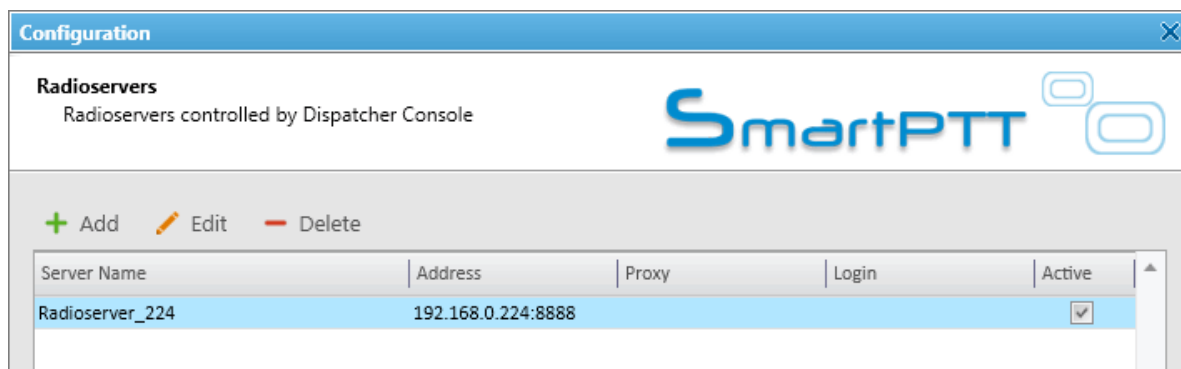 Configuration
Radioservers
Radioservers controlled by Dispatcher Console
SmartPTT
Add Edit Delete
Server Name Address Proxy Login Active
Radioserver_224 192.168.0.224:8888